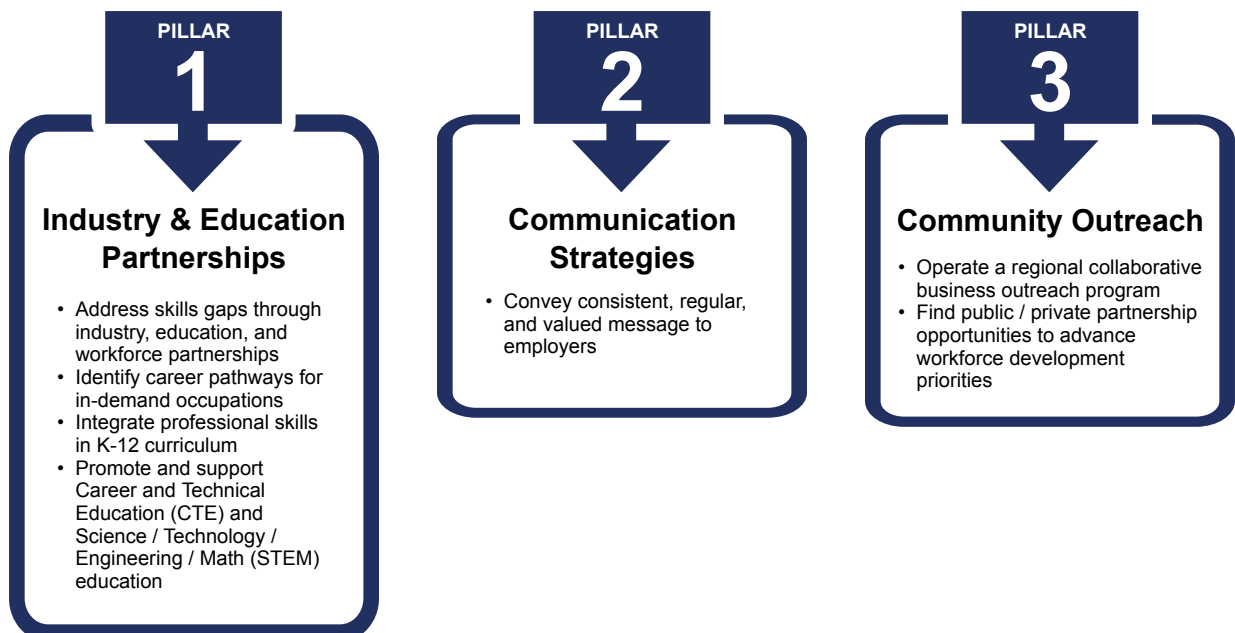 PILLAR
1
Industry & Education
Partnerships
• Address skills gaps through
industry, education, and
workforce partnerships
• Identify career pathways for
in-demand occupations
• Integrate professional skills
in K-12 curriculum
• Promote and support
Career and Technical
Education (CTE) and
Science / Technology /
Engineering / Math (STEM)
education
PILLAR
2
Communication
Strategies
• Convey consistent, regular,
and valued message to
employers
PILLAR
3
Community Outreach
• Operate a regional collaborative
business outreach program
• Find public / private partnership
opportunities to advance
workforce development
priorities